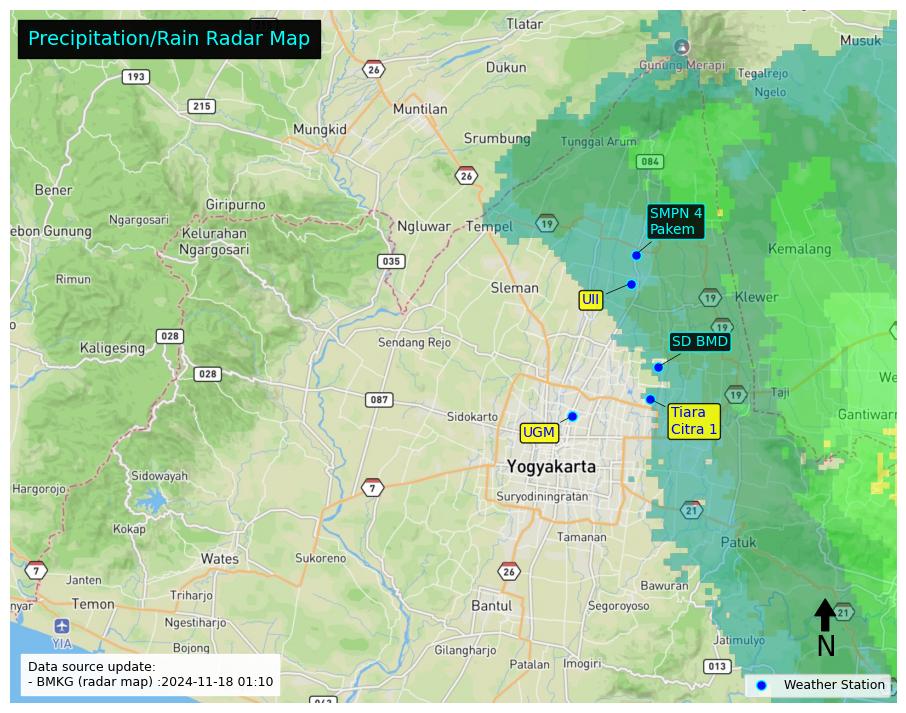 Precipitation/Rain Radar Map
Tlatar
Musuk
193
26
Dukun
Gunung Merapi
Tegalrejo
Ngelo
215
Muntilan
Mungkid
Srumbung
Tunggal Arum
084
26
Bener
Giripurno
SMPN 4
Pakem
Ngargosari
ebon Gunung
Kelurahan
Ngargosari
Ngluwar
Tempel
19
Kemalang
035
Rimun
Sleman
UII
19
Klewer
19
028
Sendang Rejo
SD BMD
Kaligesing
028
We
087
19
Taji
Sidokarto
Tiara
Citra 1
Gantiwar
UGM
Yogyakarta
Sidowayah
Hargorojo
7
Suryodiningratan
21
Kokap
Tamanan
Patuk
Wates
Sukoreno
7
26
Janten
Bawuran
nyar
Temon
Triharjo
Bantul
Segoroyoso
21
Ngestiharjo
YIA
N
Jatimulyo
Bojong
Gilangharjo
Patalan
Imogiri
013
Data source update:
- BMKG (radar map) :2024-11-18 01:10
Weather Station